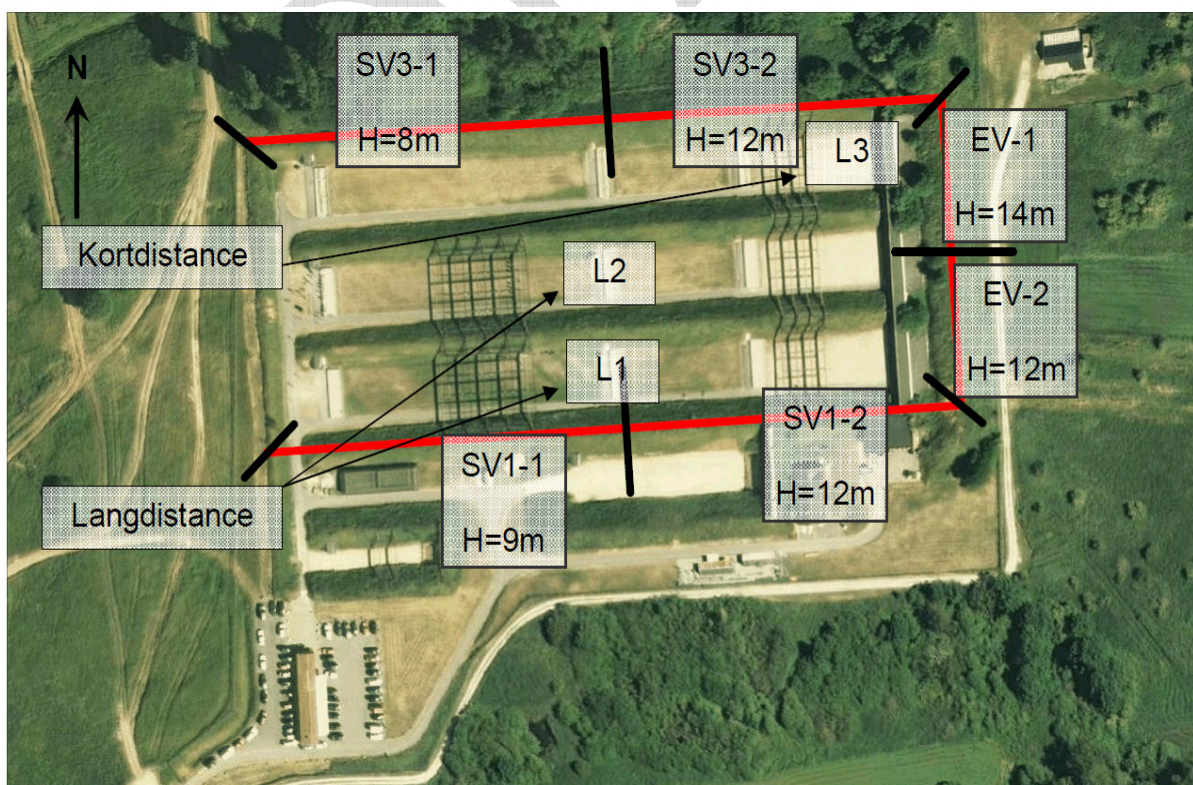 N
SV3-1
H=8m
SV3-2
H=12m
L3
EV-1
H=14m
Kortdistance
L2
EV-2
H=12m
L1
SV1-2
H=12m
SV1-1
H=9m
Langdistance